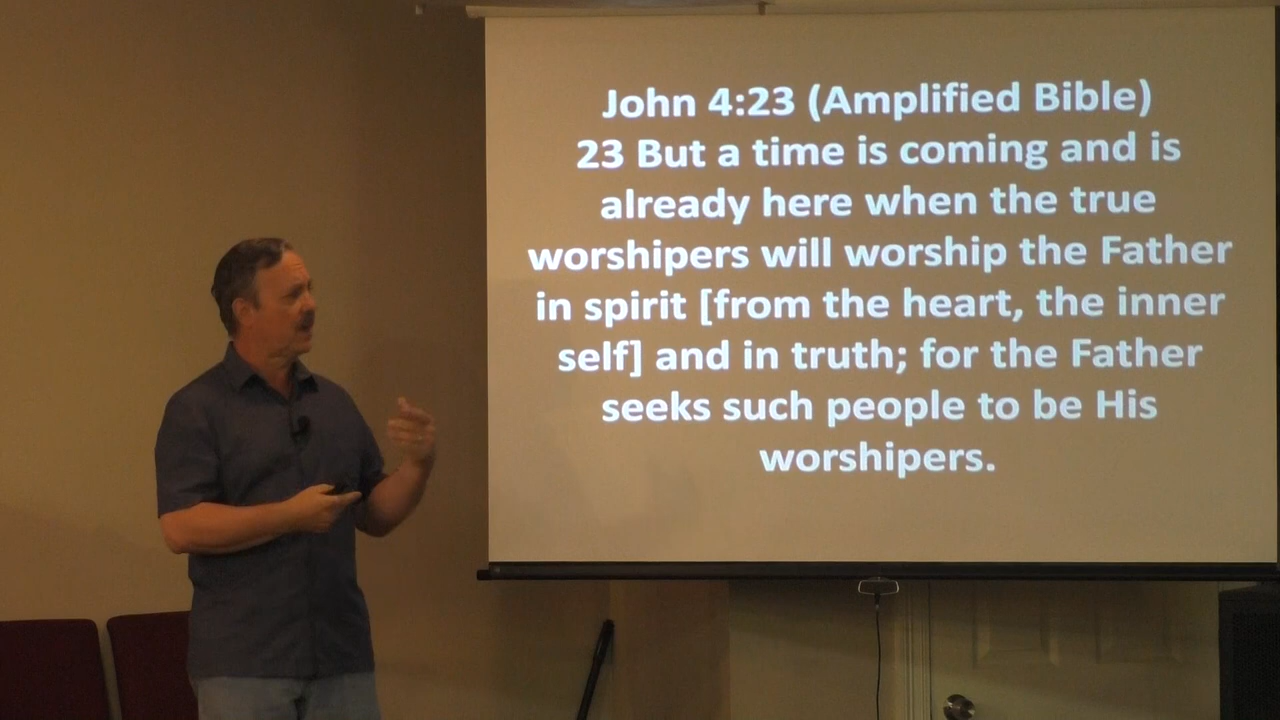 John 4:23 (Amplified Bible)
23 But a time is coming and is
already here when the true
worshipers will worship the Father
in spirit [from the heart, the inner
self] and in truth; for the Father
seeks such people to be His
worshipers.